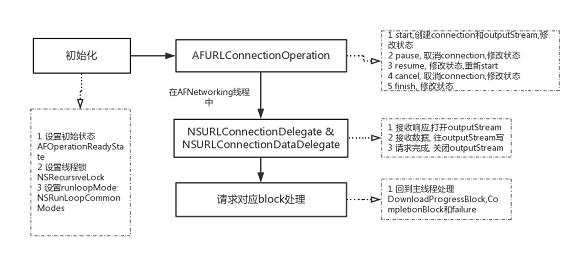 初始化
AFURLConnectionOperation
1 start,创建connection和outputStream,修
改状态
2 pause, 取消connection,修改状态
3 resume, 修改状态,重新start
4 cancel, 取消connection,修改状态
5 finish, 修改状态
在AFNetworking线程
中
1 设置初始状态
AFOperationReadySta
te
2 设置线程锁
NSRecursiveLock
3 设置runloopMode:
NSRunLoopCommon
Modes
NSURLConnectionDelegate &
NSURLConnectionDataDelegate
1 接收响应,打开outputStream
2 接收数据, 往outputStream写
3 请求完成, 关闭outputStream
请求对应block处理
1 回到主线程处理
DownloadProgressBlock,Co
mpletionBlock和failure